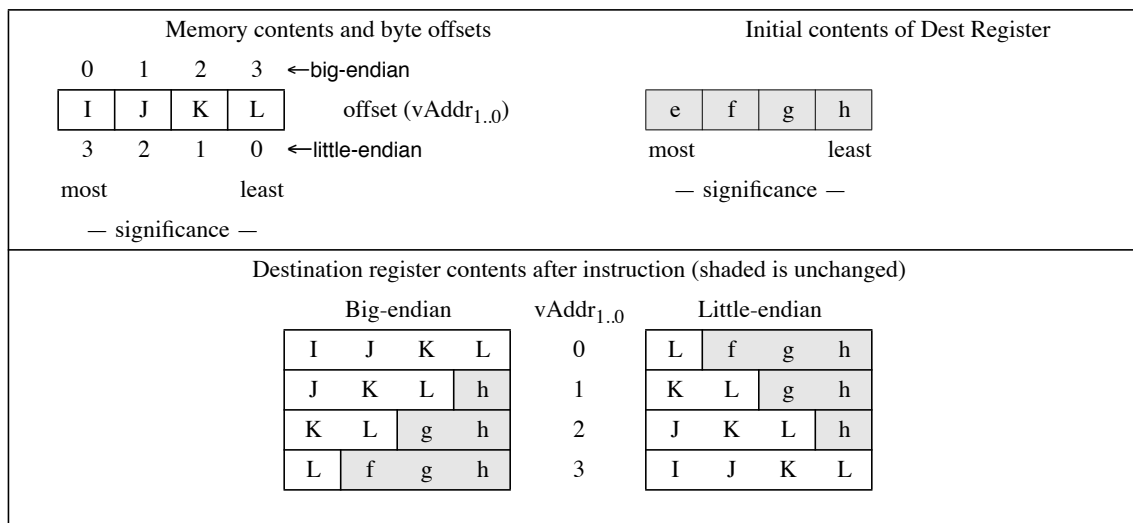 Memory contents and byte offsets
Initial contents of Dest Register
0 1 2 3 ←big-endian
I J K L offset (vAddr1..0)
e f g h
3 2 1 0 ←little-endian
most least
most least
— significance —
— significance —
Destination register contents after instruction (shaded is unchanged)
Big-endian vAddr1..0 Little-endian
I J K L 0 L f g h
J K L h 1 K L g h
K L g h 2 J K L h
L f g h 3 I J K L